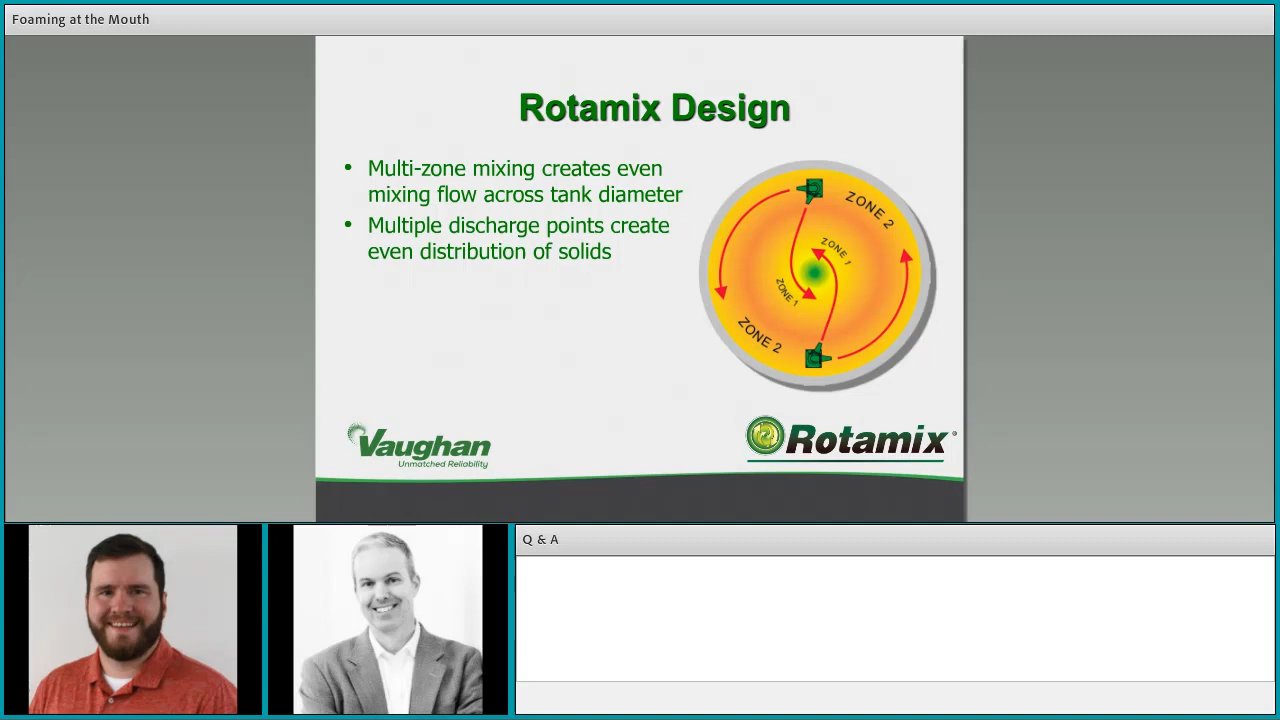 Foaming at the Mouth
Rotamix Design
• Multi-zone mixing creates even
mixing flow across tank diameter
• Multiple discharge points create
even distribution of solids
ZONE 2
ZONE 1
ZONE 1
ZONE 2
Vaughan
Unmatched Reliability
Rotamix®
Q & A